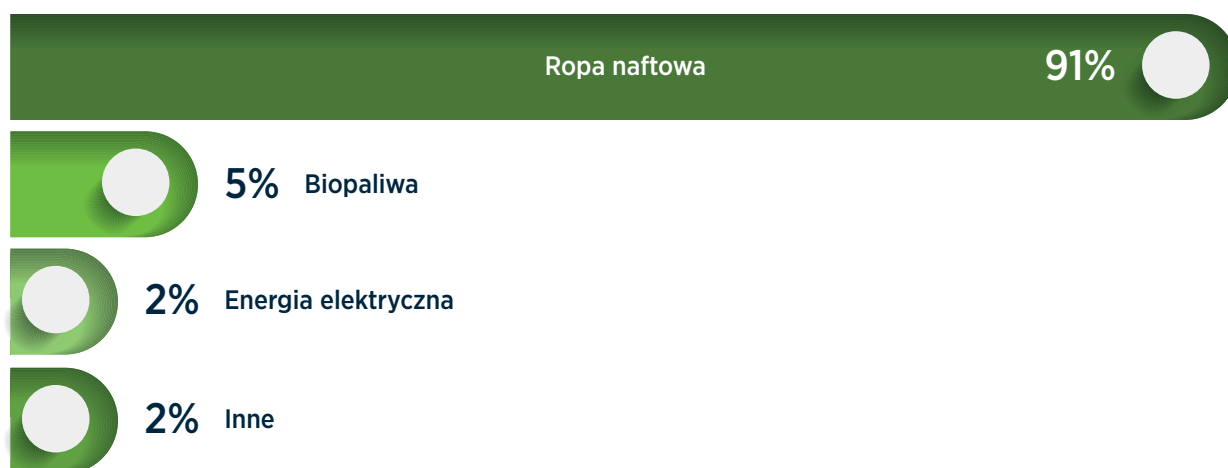 Ropa naftowa 91%
5% Biopaliwa
2% Energia elektryczna
2% Inne